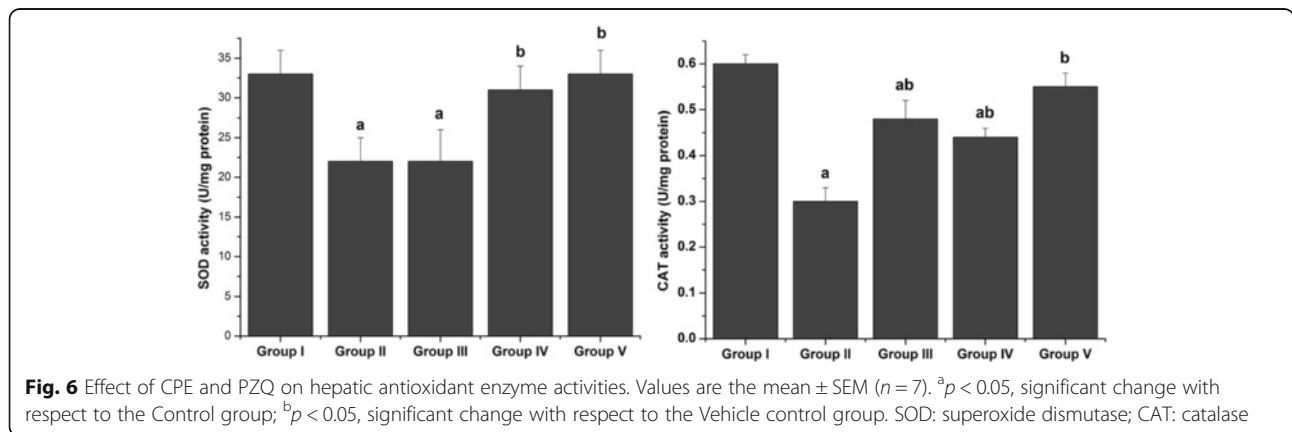 SOD activity (U/mg protein)
35
30
25
20
15
10
5
0
a
a
b
b
Group I Group II Group III Group IV Group V
CAT activity (U/mg protein)
0.6
0.5
0.4
0.3
0.2
0.1
0.0
a
ab
ab
b
Group I Group II Group III Group IV Group V
Fig. 6 Effect of CPE and PZQ on hepatic antioxidant enzyme activities. Values are the mean ± SEM (n = 7). ᵃp < 0.05, significant change with
respect to the Control group; ᵇp < 0.05, significant change with respect to the Vehicle control group. SOD: superoxide dismutase; CAT: catalase